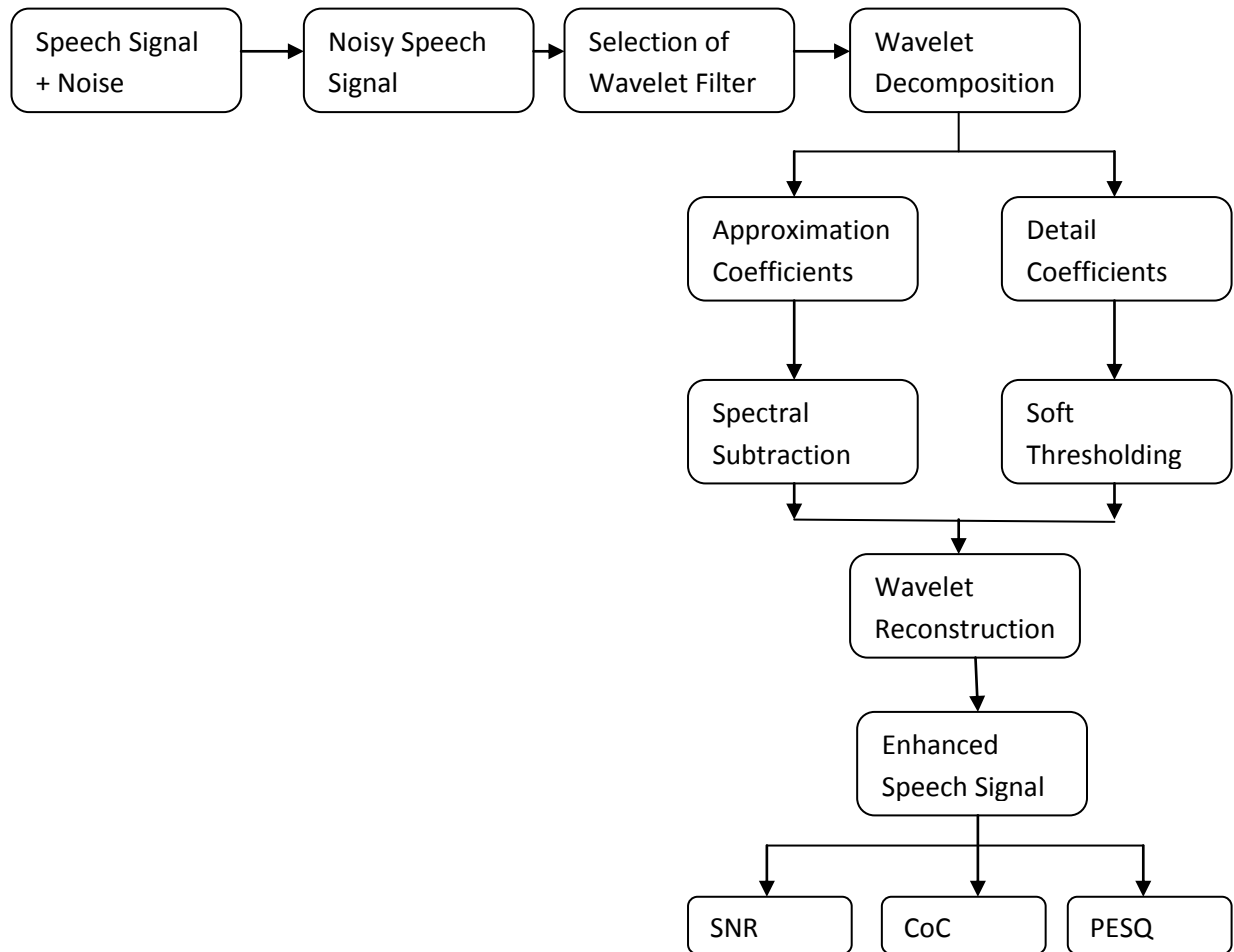 Speech Signal
+ Noise
Noisy Speech
Signal
Selection of
Wavelet Filter
Wavelet
Decomposition
Approximation
Coefficients
Detail
Coefficients
Spectral
Subtraction
Soft
Thresholding
Wavelet
Reconstruction
Enhanced
Speech Signal
SNR
CoC
PESQ